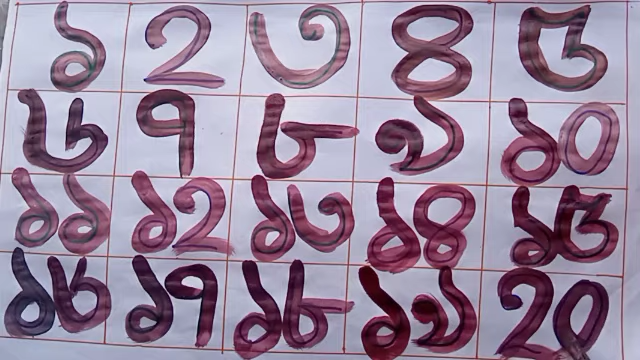 ১ ২ ৩ ৪ ৫
৬ ৭ ৮ ৯ ১০
১১ ১২ ১৩ ১৪ ১৫
১৬ ১৭ ১৮ ১৯ ২০